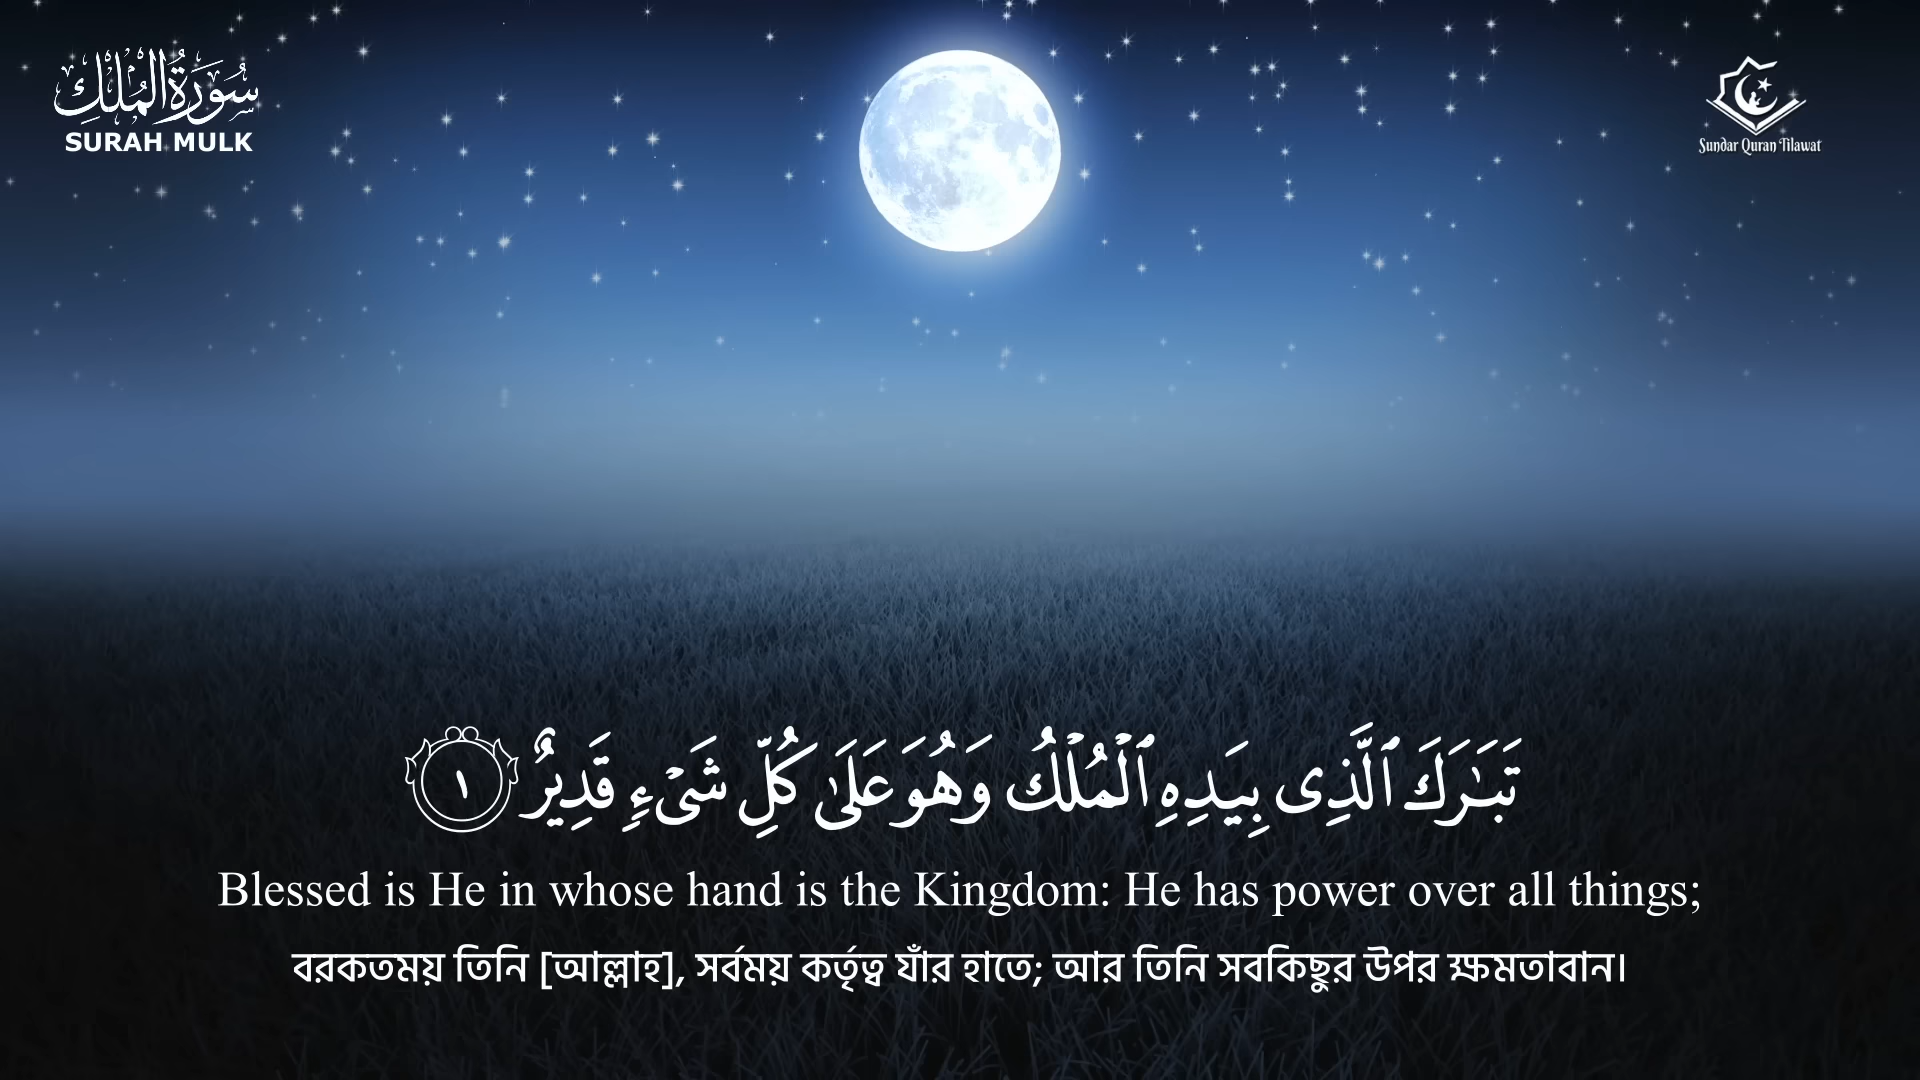 سُورَةُ الْمُلْكِ
SURAH MULK
Sundar Quran Tilawat
تَبَـٰرَكَ ٱلَّذِى بِيَدِهِ ٱلْمُلْكُ وَهُوَ عَلَىٰ كُلِّ شَىْءٍ قَدِيرٌ ١
Blessed is He in whose hand is the Kingdom: He has power over all things;
বরকতময় তিনি [আল্লাহ], সর্বময় কর্তৃত্ব যাঁর হাতে; আর তিনি সবকিছুর উপর ক্ষমতাবান।